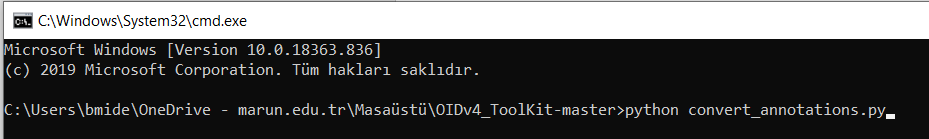 C:\Windows\System32\cmd.exe
Microsoft Windows [Version 10.0.18363.836]
(c) 2019 Microsoft Corporation. Tüm hakları saklıdır.
C:\Users\bmide\OneDrive - marun.edu.tr\Masaüstü\OIDv4_ToolKit-master>python convert_annotations.py